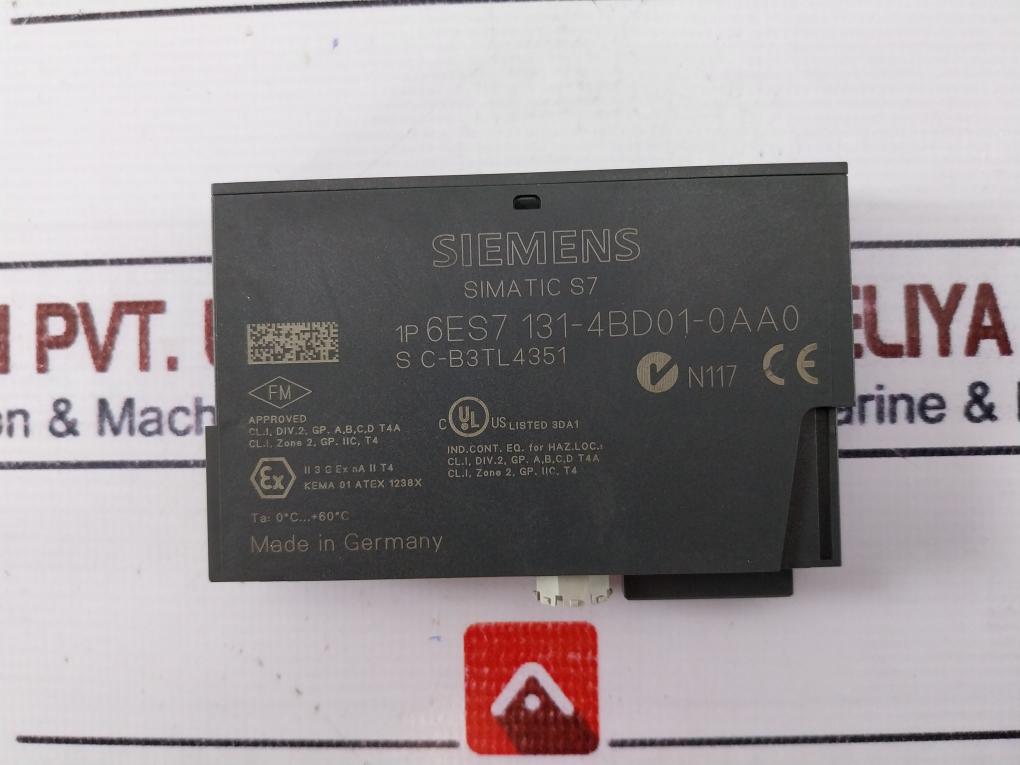 SIEMENS
SIMATIC S7
1P 6ES7 131-4BD01-0AA0
S C-B3TL4351
N117 CE
FM
APPROVED
CL.I, DIV.2, GP. A,B,C,D T4A
CL.I, Zone 2, GP. IIC, T4
C UL US LISTED 3DA1
IND.CONT. EQ. for HAZ.LOC.
CL.I, DIV.2, GP. A,B,C,D T4A
CL.I, Zone 2, GP. IIC, T4
Ex II 3 G Ex nA II T4
KEMA 01 ATEX 1238X
Ta: 0°C...+60°C
Made in Germany
PVT. ELIYA
& Mach arine &